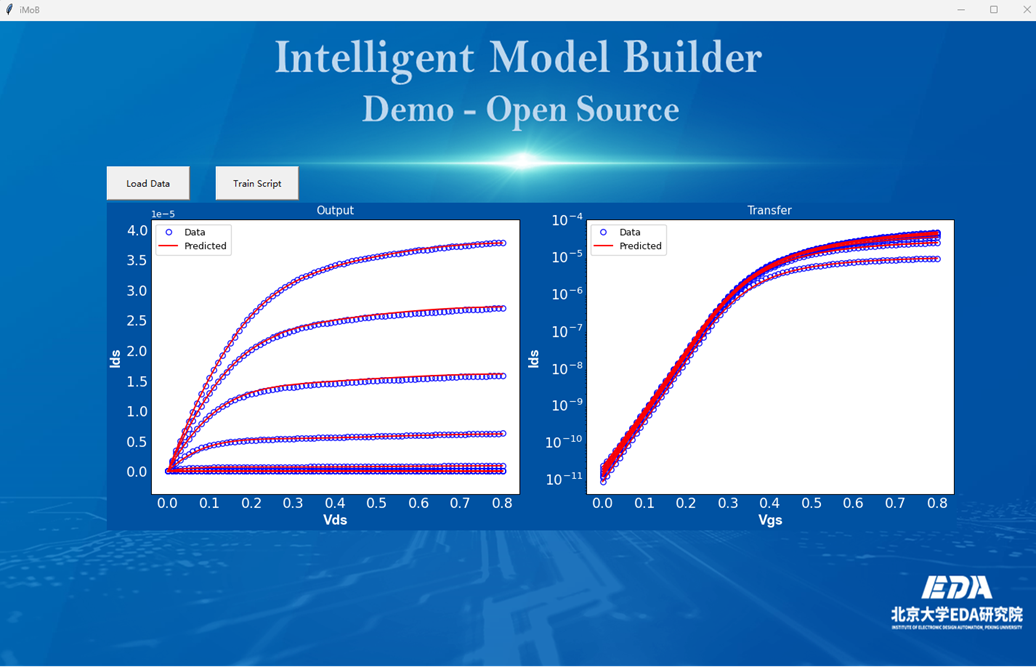 iMoB
Intelligent Model Builder
Demo - Open Source
Load Data
Train Script
Output
1e−5
Data
Predicted
4.0
3.5
3.0
2.5
2.0
1.5
1.0
0.5
0.0
Ids
0.0 0.1 0.2 0.3 0.4 0.5 0.6 0.7 0.8
Vds
Transfer
Data
Predicted
10⁻⁴
10⁻⁵
10⁻⁶
10⁻⁷
10⁻⁸
10⁻⁹
10⁻¹⁰
10⁻¹¹
Ids
0.0 0.1 0.2 0.3 0.4 0.5 0.6 0.7 0.8
Vgs
EDA
北京大学EDA研究院
INSTITUTE OF ELECTRONIC DESIGN AUTOMATION, PEKING UNIVERSITY